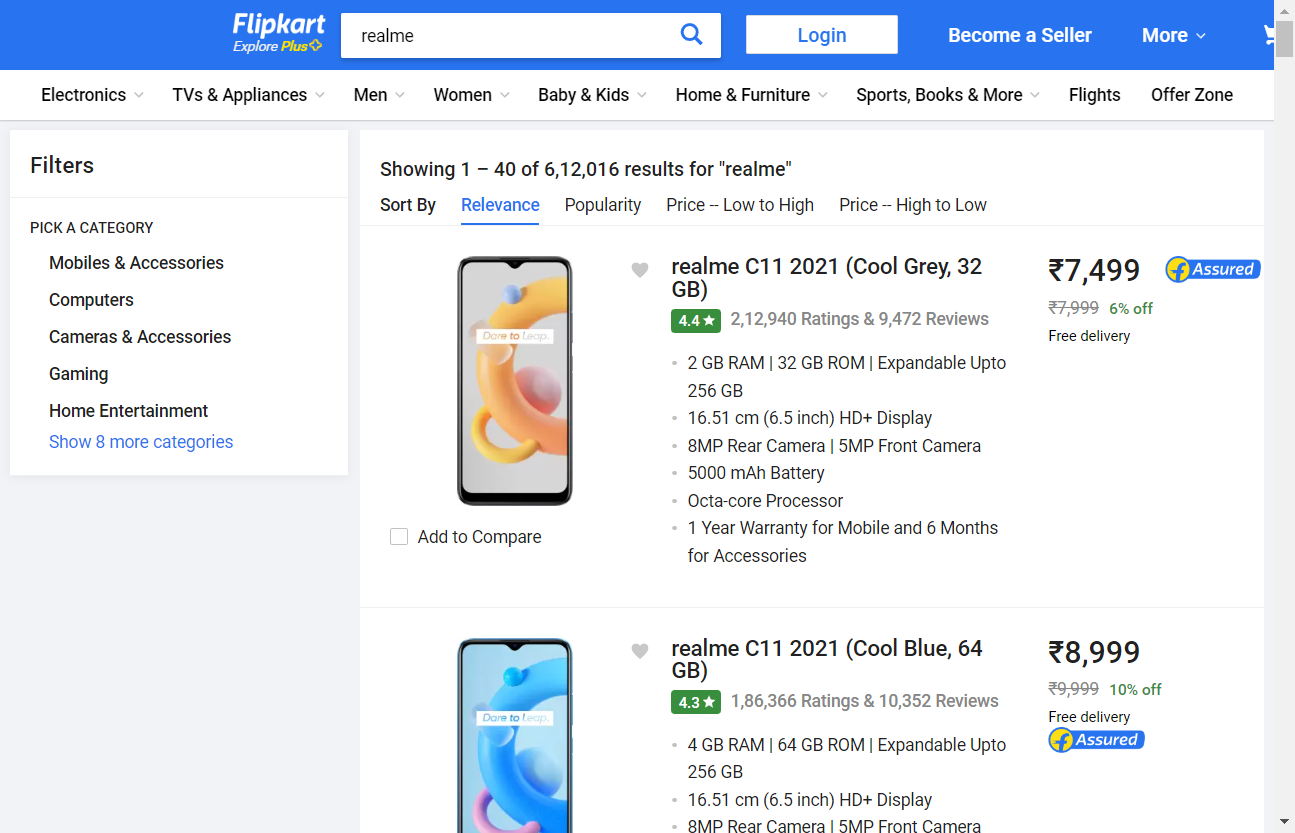 Flipkart
Explore Plus
realme
Login
Become a Seller
More
Electronics
TVs & Appliances
Men
Women
Baby & Kids
Home & Furniture
Sports, Books & More
Flights
Offer Zone
Filters
PICK A CATEGORY
Mobiles & Accessories
Computers
Cameras & Accessories
Gaming
Home Entertainment
Show 8 more categories
Showing 1 – 40 of 6,12,016 results for "realme"
Sort By
Relevance
Popularity
Price -- Low to High
Price -- High to Low
Dare to Leap.
Add to Compare
realme C11 2021 (Cool Grey, 32
GB)
4.4★
2,12,940 Ratings & 9,472 Reviews
2 GB RAM | 32 GB ROM | Expandable Upto
256 GB
16.51 cm (6.5 inch) HD+ Display
8MP Rear Camera | 5MP Front Camera
5000 mAh Battery
Octa-core Processor
1 Year Warranty for Mobile and 6 Months
for Accessories
₹7,499
Assured
₹7,999 6% off
Free delivery
Dare to Leap.
realme C11 2021 (Cool Blue, 64
GB)
4.3★
1,86,366 Ratings & 10,352 Reviews
4 GB RAM | 64 GB ROM | Expandable Upto
256 GB
16.51 cm (6.5 inch) HD+ Display
8MP Rear Camera | 5MP Front Camera
₹8,999
₹9,999 10% off
Free delivery
Assured